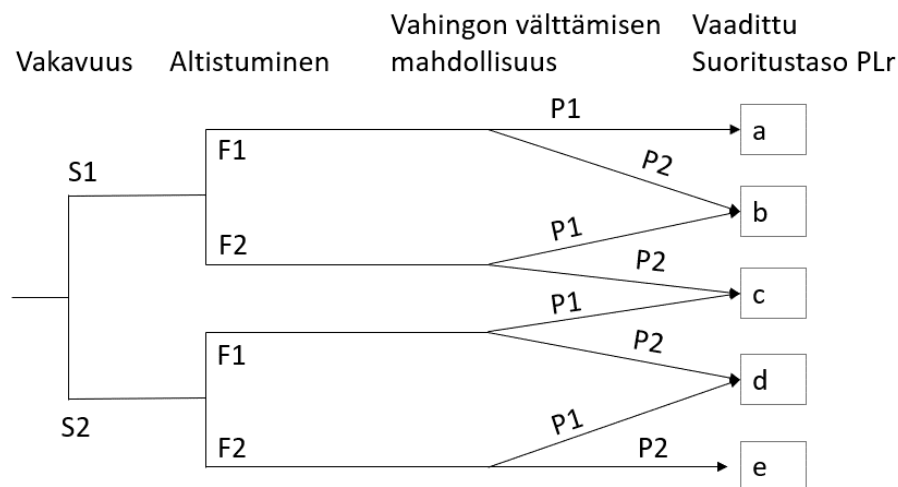 Vakavuus
Altistuminen
Vahingon välttämisen
mahdollisuus
Vaadittu
Suoritustaso PLr
P1
a
F1
S1
P2
b
P1
F2
P2
c
P1
F1
P2
d
S2
P1
F2
P2
e